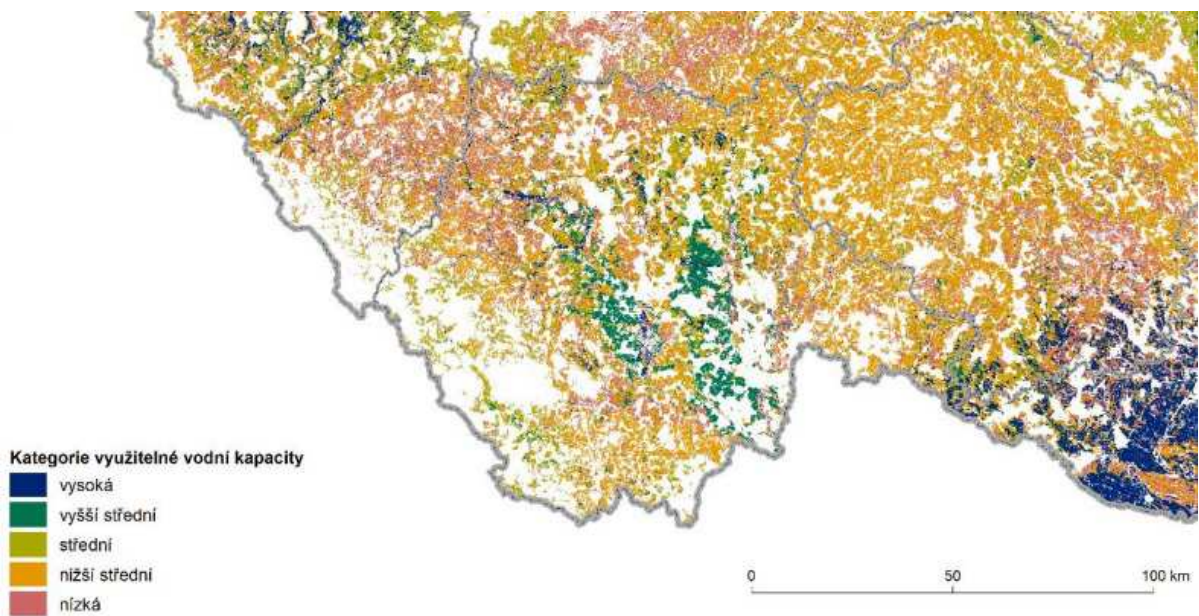 Kategorie využitelné vodní kapacity
vysoká
vyšší střední
střední
nižší střední
nízká
0 50 100 km